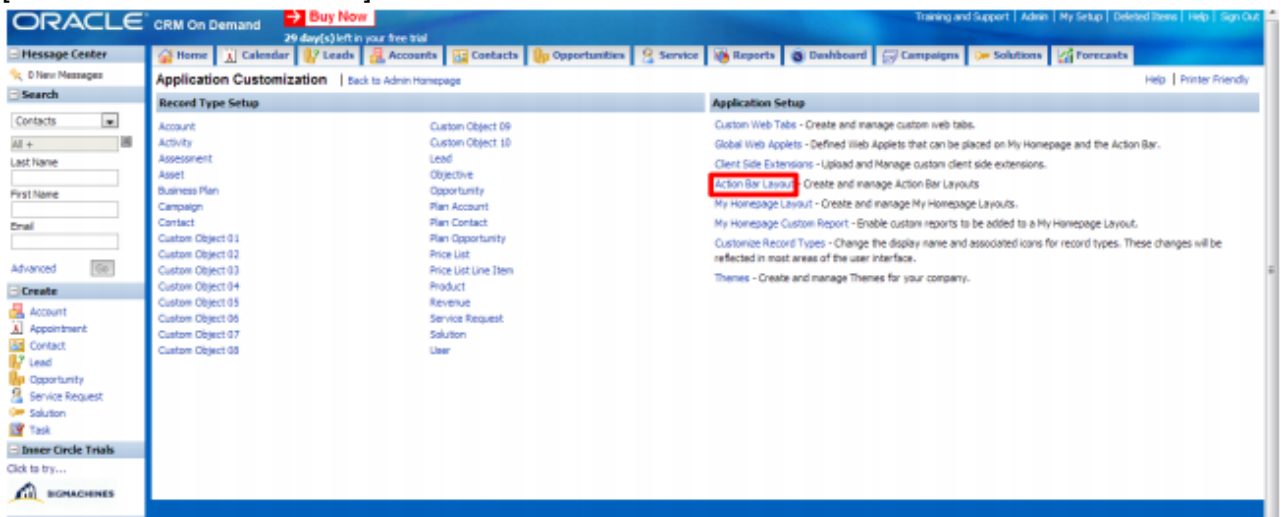 ORACLE CRM On Demand
Buy Now
29 day(s) left in your free trial
Training and Support | Admin | My Setup | Deleted Items | Help | Sign Out
Message Center
0 New Messages
Search
Contacts
All +
Last Name
First Name
Email
Advanced Go
Create
Account
Appointment
Contact
Lead
Opportunity
Service Request
Solution
Task
Inner Circle Trials
Click to try...
BIGMACHINES
Home Calendar Leads Accounts Contacts Opportunities Service Reports Dashboard Campaigns Solutions Forecasts
Application Customization | Back to Admin Homepage
Help | Printer Friendly
Record Type Setup
Account
Activity
Assessment
Asset
Business Plan
Campaign
Contact
Custom Object 01
Custom Object 02
Custom Object 03
Custom Object 04
Custom Object 05
Custom Object 06
Custom Object 07
Custom Object 08
Custom Object 09
Custom Object 10
Lead
Objective
Opportunity
Plan Account
Plan Contact
Plan Opportunity
Price List
Price List Line Item
Product
Revenue
Service Request
Solution
User
Application Setup
Custom Web Tabs - Create and manage custom web tabs.
Global Web Applets - Defined Web Applets that can be placed on My Homepage and the Action Bar.
Client Side Extensions - Upload and Manage custom client side extensions.
Action Bar Layout - Create and manage Action Bar Layouts
My Homepage Layout - Create and manage My Homepage Layouts.
My Homepage Custom Report - Enable custom reports to be added to a My Homepage Layout.
Customize Record Types - Change the display name and associated icons for record types. These changes will be
reflected in most areas of the user interface.
Themes - Create and manage Themes for your company.